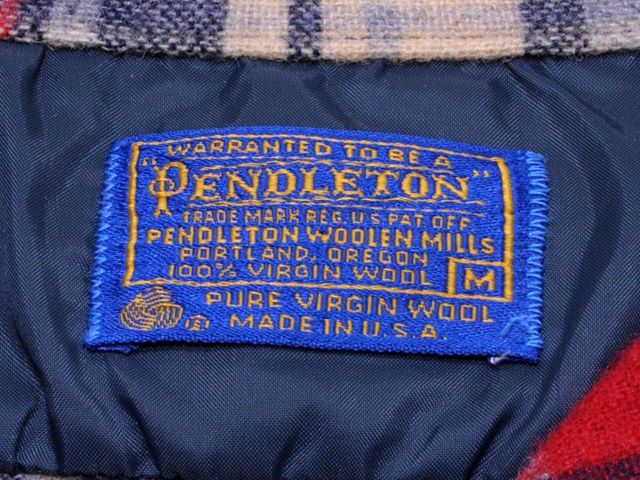 WARRANTED TO BE A
"PENDLETON"
TRADE MARK REG. U.S. PAT. OFF.
PENDLETON WOOLEN MILLS
PORTLAND, OREGON
100% VIRGIN WOOL M
PURE VIRGIN WOOL
MADE IN U.S.A.